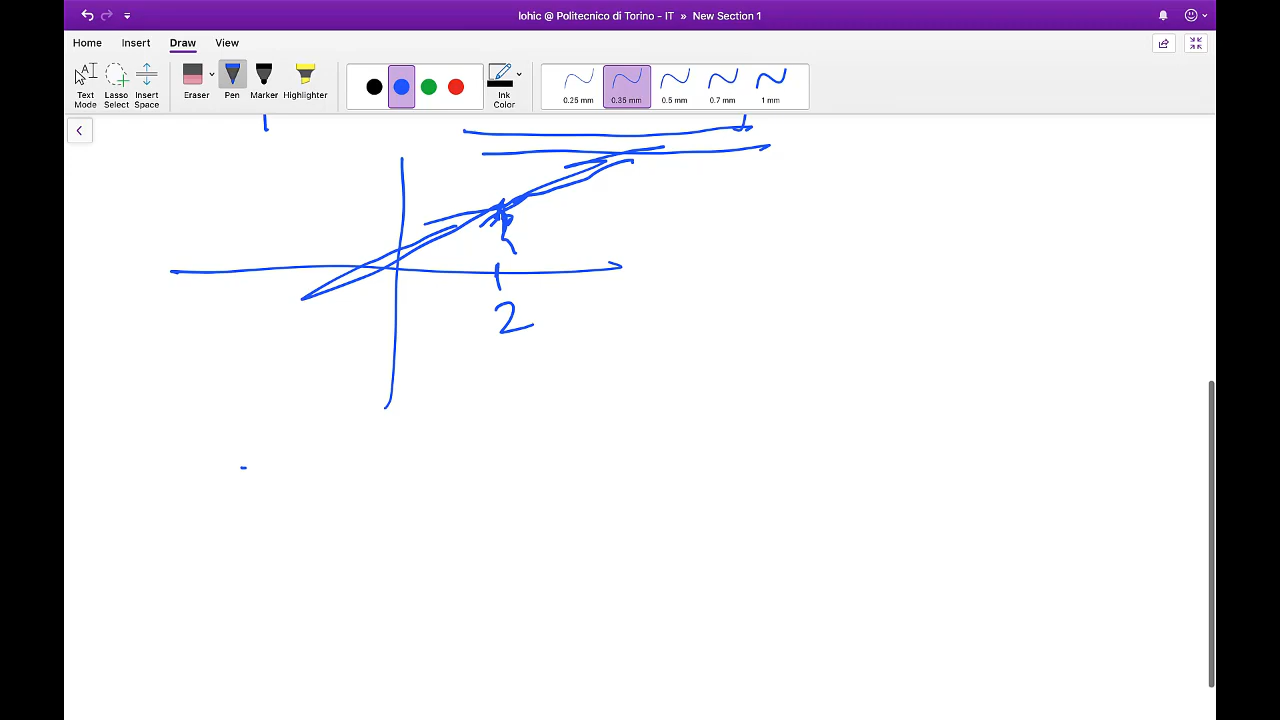 Iohic @ Politecnico di Torino - IT » New Section 1
Home Insert Draw View
Text Mode
Lasso Select
Insert Space
Eraser
Pen
Marker
Highlighter
Ink Color
0.25 mm
0.35 mm
0.5 mm
0.7 mm
1 mm
2